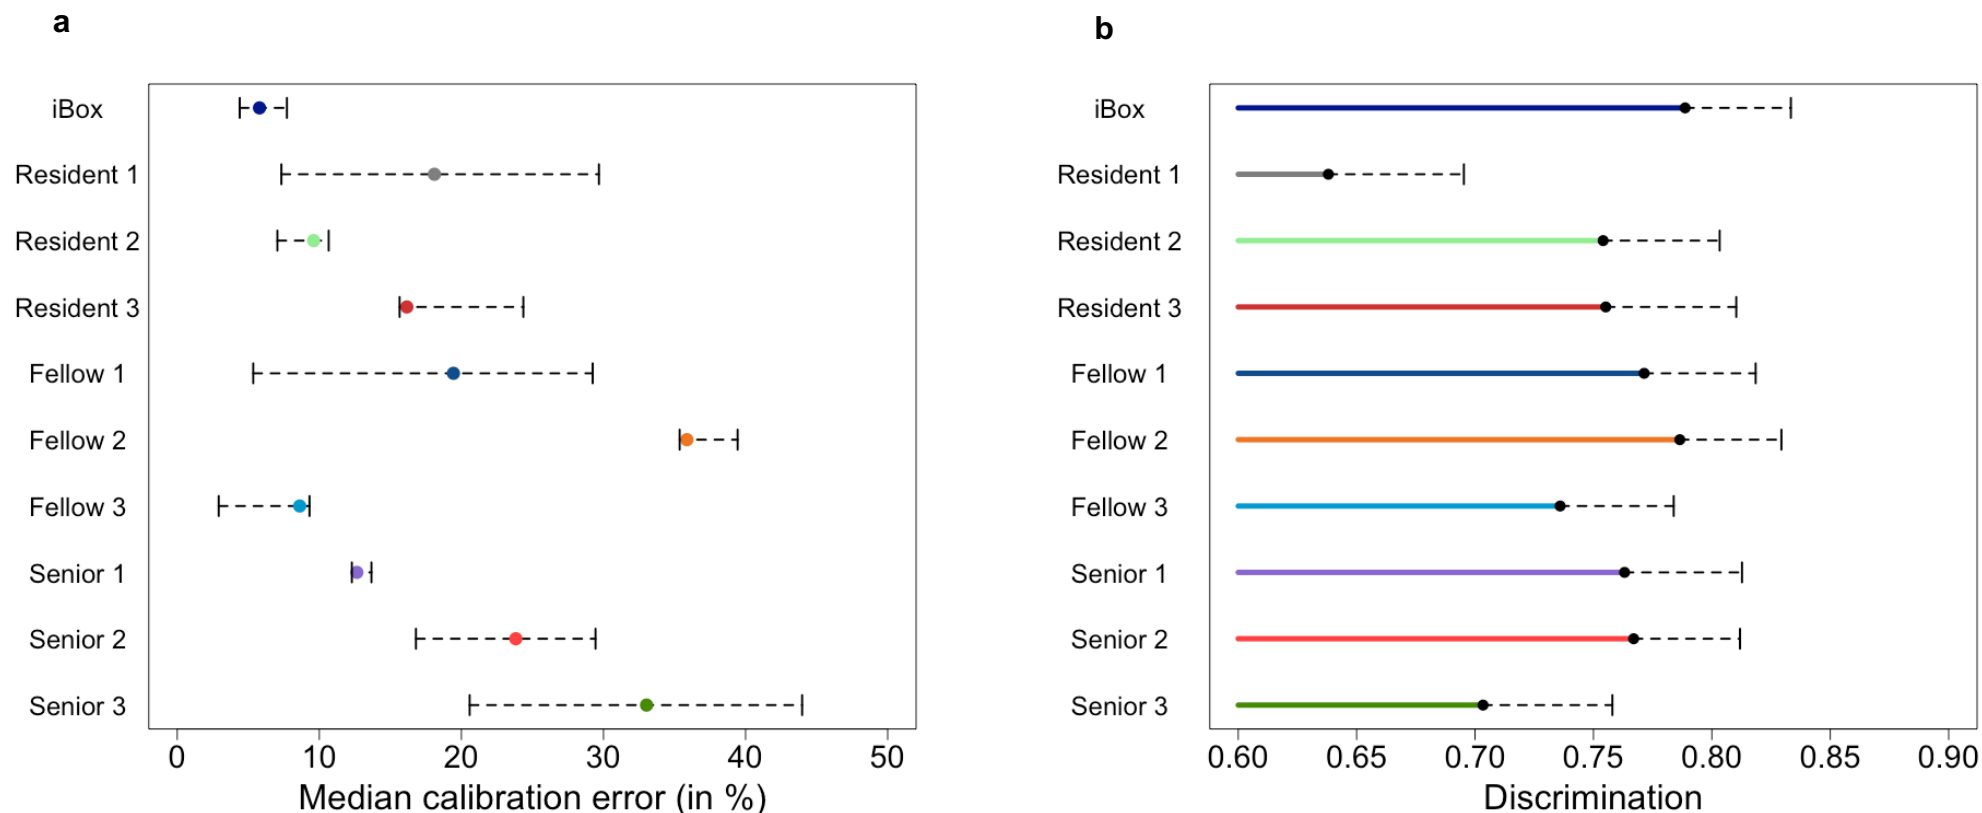 a
iBox
Resident 1
Resident 2
Resident 3
Fellow 1
Fellow 2
Fellow 3
Senior 1
Senior 2
Senior 3
0 10 20 30 40 50
Median calibration error (in %)
b
iBox
Resident 1
Resident 2
Resident 3
Fellow 1
Fellow 2
Fellow 3
Senior 1
Senior 2
Senior 3
0.60 0.65 0.70 0.75 0.80 0.85 0.90
Discrimination